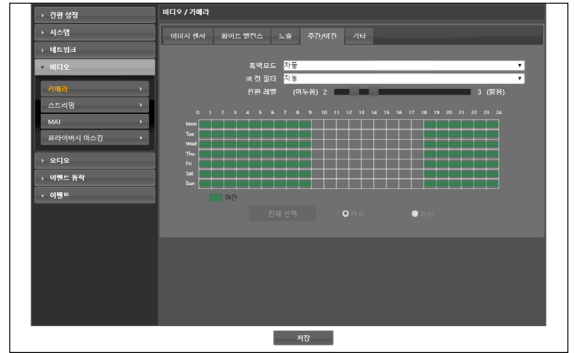 간편 설정
시스템
네트워크
비디오
카메라
스트리밍
MAT
프라이버시 마스킹
오디오
이벤트 동작
이벤트
비디오 / 카메라
이미지 센서 화이트 밸런스 노출 주간/야간 기타
흑백모드 자동
IR 컷 필터 자동
전환 레벨 (어두움) 2 3 (밝음)
0 1 2 3 4 5 6 7 8 9 10 11 12 13 14 15 16 17 18 19 20 21 22 23 24
Mon
Tue
Wed
Thu
Fri
Sat
Sun
야간
전체 선택
저장